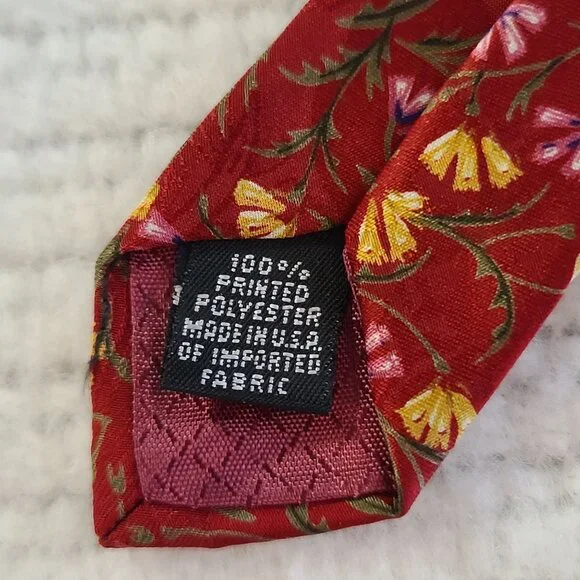 100%
PRINTED
POLYESTER
MADE IN U.S.A.
OF IMPORTED
FABRIC